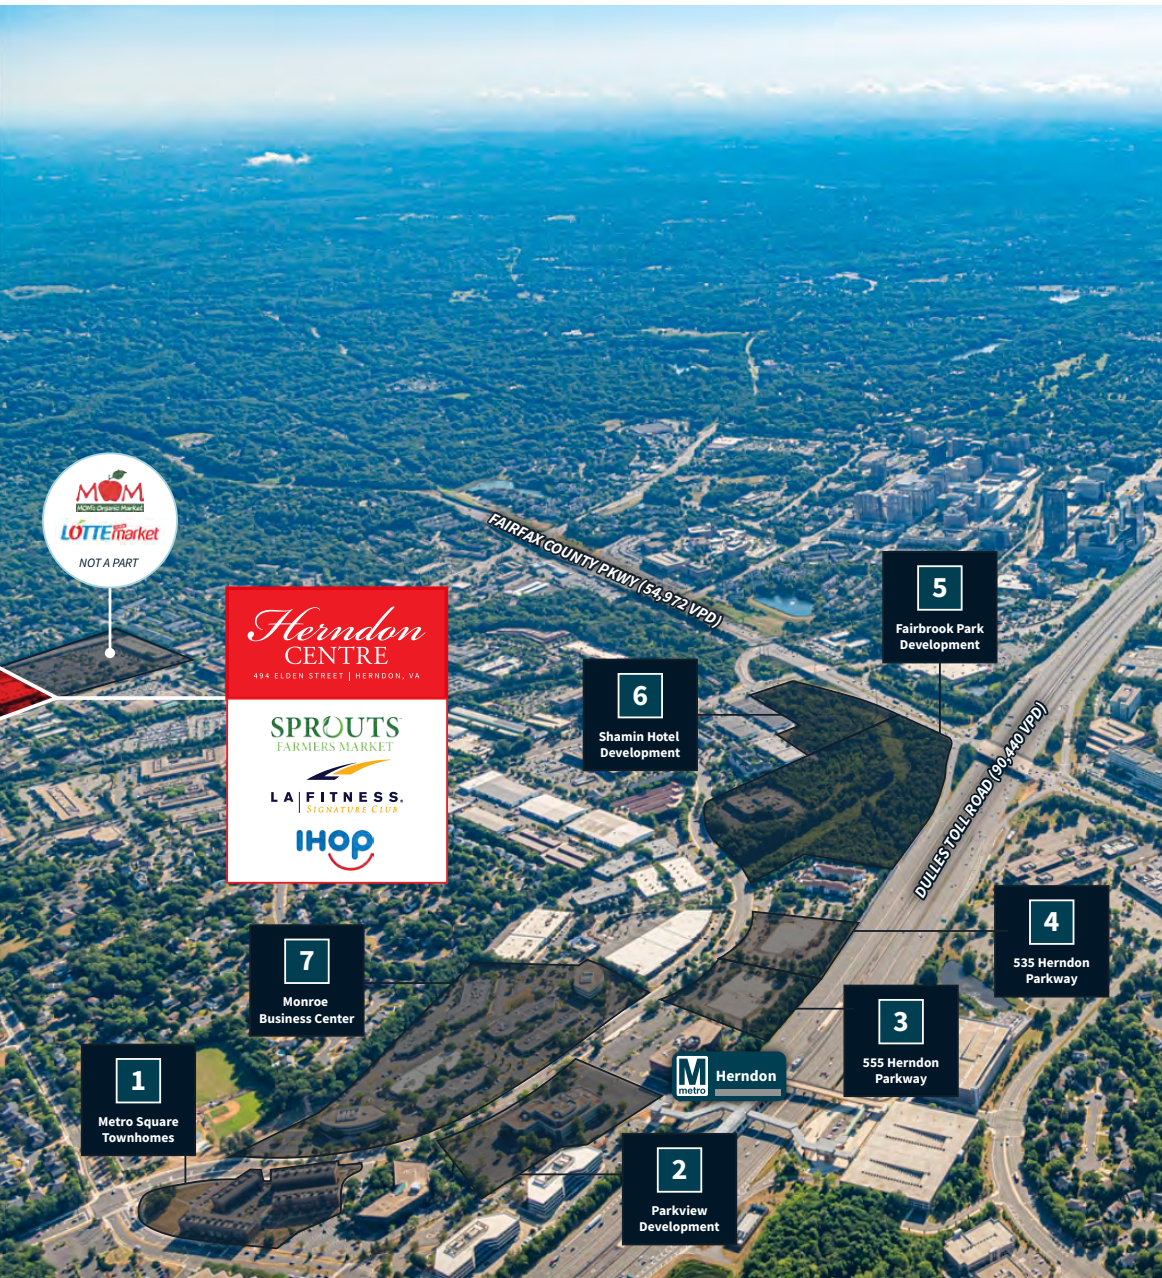 MOM
MOM's Organic Market
LOTTE PLAZA market
NOT A PART
FAIRFAX COUNTY PKWY (54,972 VPD)
5
Fairbrook Park
Development
Herndon
CENTRE
494 ELDEN STREET | HERNDON, VA
SPROUTS
FARMERS MARKET
LA|FITNESS.
SIGNATURE CLUB
IHOP
6
Shamin Hotel
Development
DULLES TOLL ROAD (90,440 VPD)
4
535 Herndon
Parkway
7
Monroe
Business Center
3
555 Herndon
Parkway
1
Metro Square
Townhomes
M
metro
Herndon
2
Parkview
Development